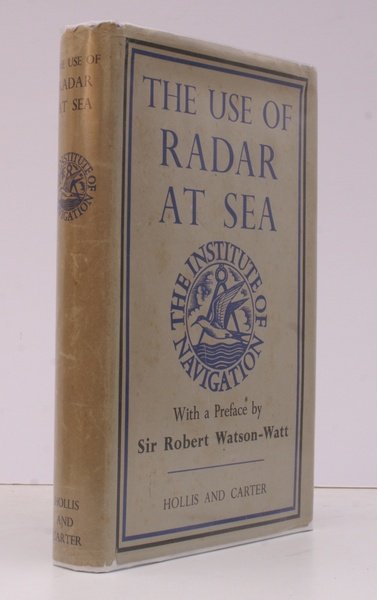 THE USE OF
RADAR
AT SEA
THE INSTITUTE OF
NAVIGATION
HOLLIS
AND
CARTER
THE USE OF
RADAR
AT SEA
THE INSTITUTE OF
NAVIGATION
With a Preface by
Sir Robert Watson-Watt
HOLLIS AND CARTER